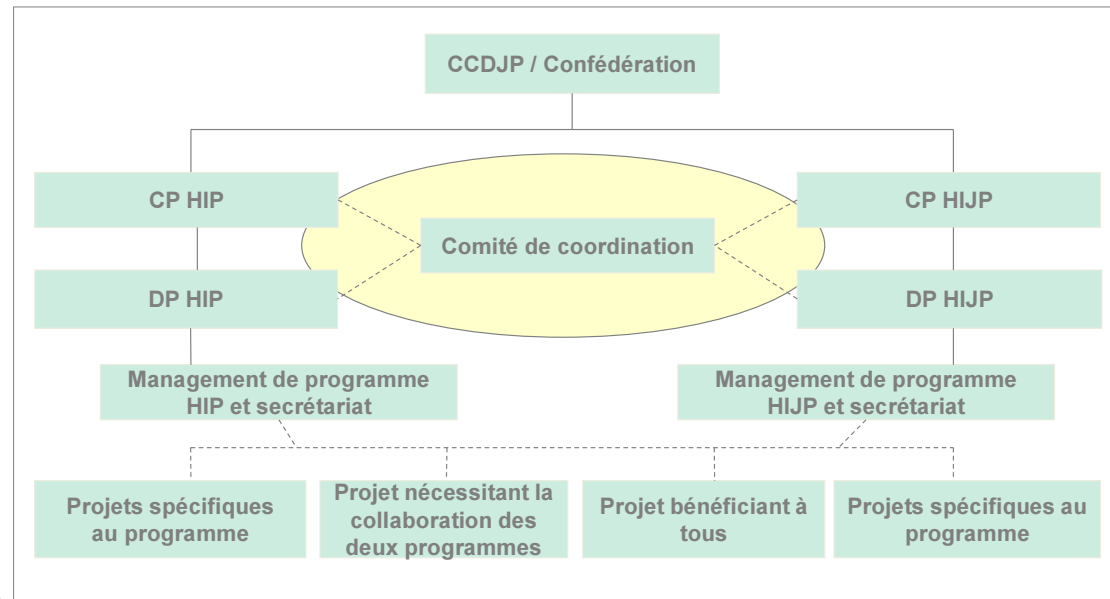 CCDJP / Confédération
CP HIP
CP HIJP
Comité de coordination
DP HIP
DP HIJP
Management de programme
HIP et secrétariat
Management de programme
HIJP et secrétariat
Projets spécifiques
au programme
Projet nécessitant la
collaboration des
deux programmes
Projet bénéficiant à
tous
Projets spécifiques au
programme